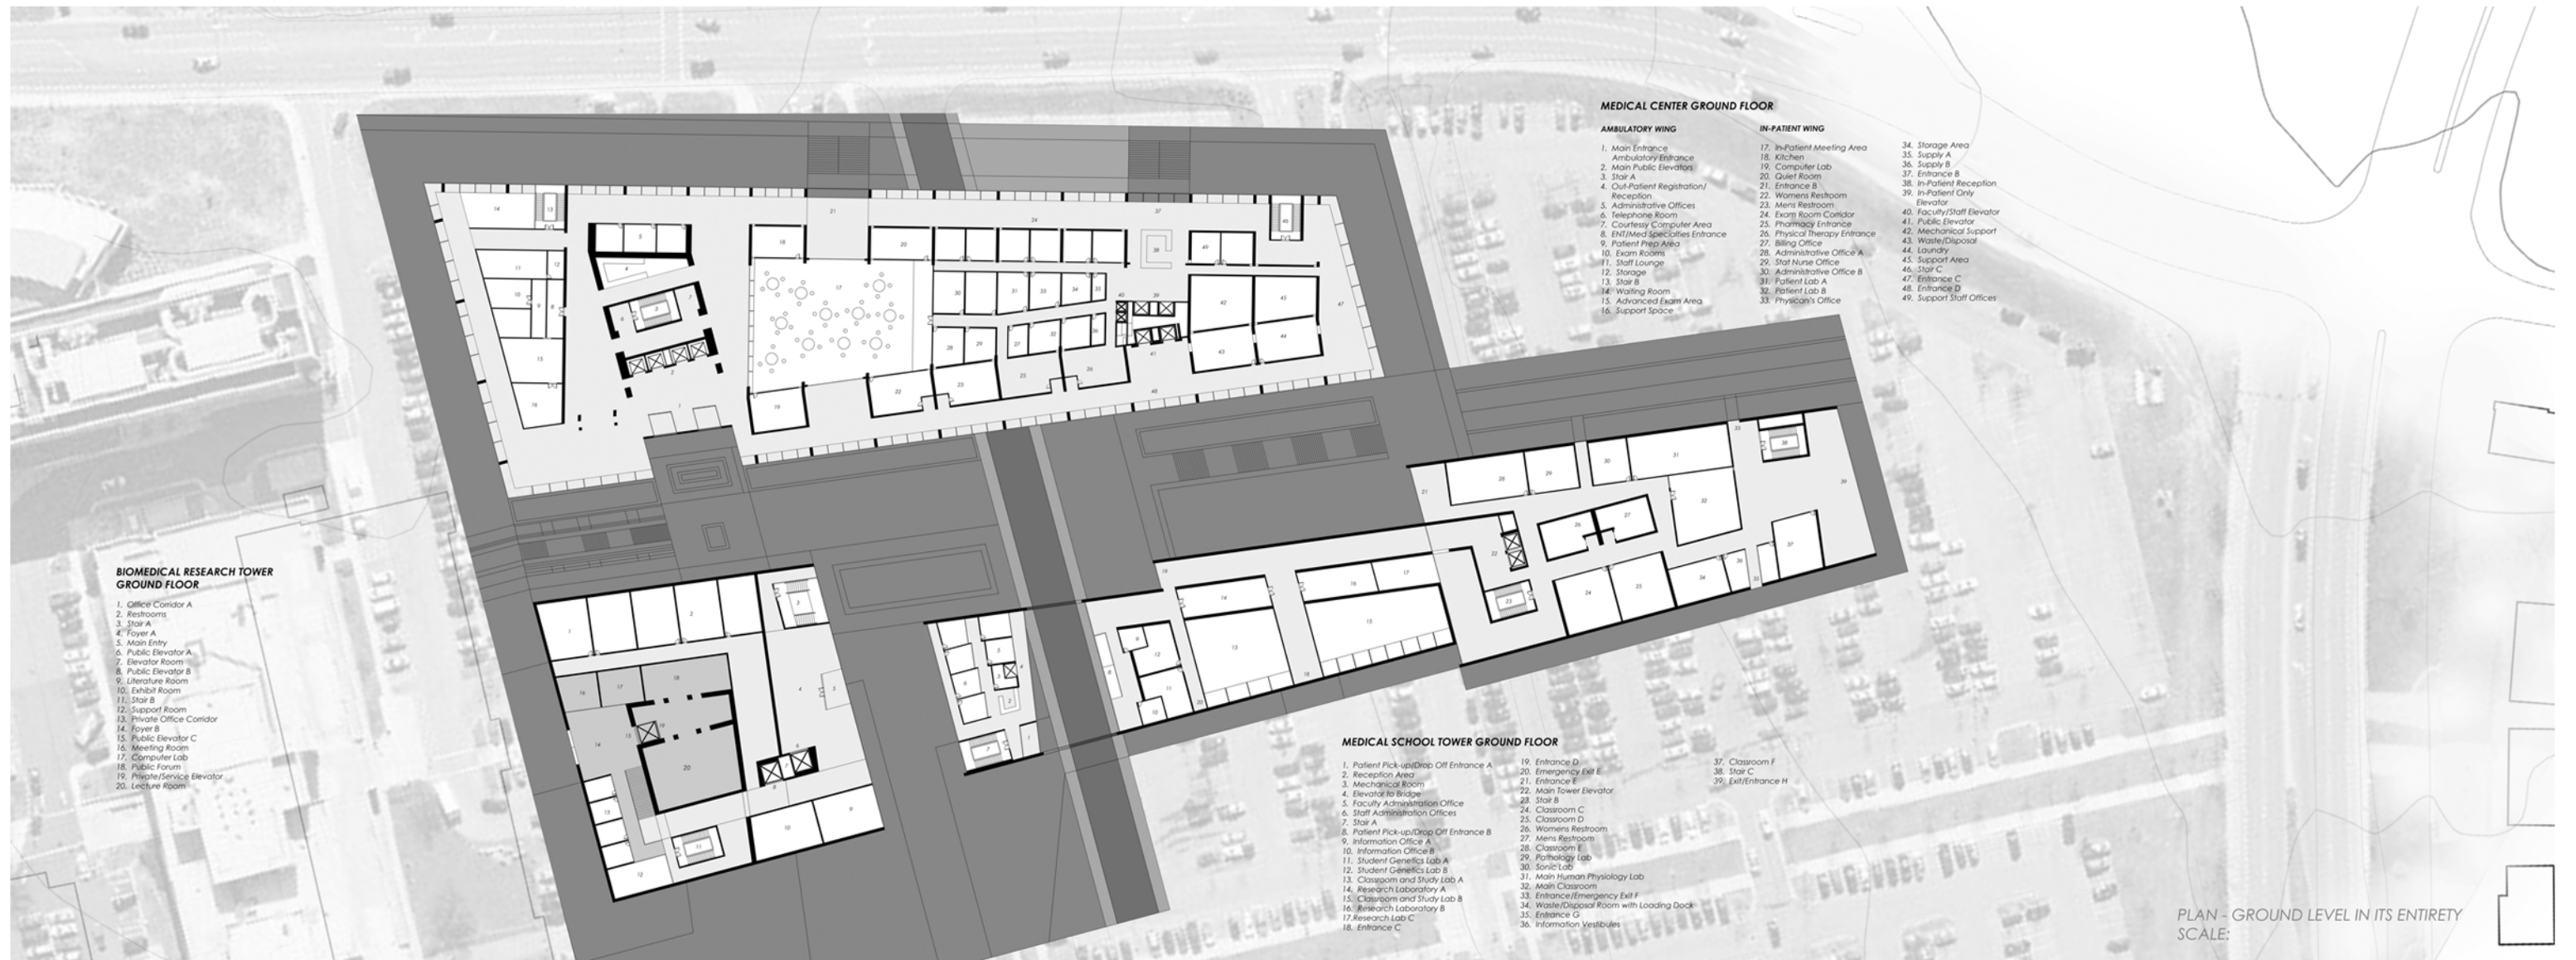 MEDICAL CENTER GROUND FLOOR
AMBULATORY WING
1. Main Entrance
Ambulatory Entrance
2. Main Public Elevators
3. Stair A
4. Out-Patient Registration/
Reception
5. Administrative Offices
6. Telephone Room
7. Courtessy Computer Area
8. ENT/Med Specialties Entrance
9. Patient Prep Area
10. Exam Rooms
11. Staff Lounge
12. Storage
13. Stair B
14. Waiting Room
15. Advanced Exam Area
16. Support Space
IN-PATIENT WING
17. In-Patient Meeting Area
18. Kitchen
19. Computer Lab
20. Quiet Room
21. Entrance B
22. Womens Restroom
23. Mens Restroom
24. Exam Room Corridor
25. Pharmacy Entrance
26. Physical Therapy Entrance
27. Billing Office
28. Administrative Office A
29. Stat Nurse Office
30. Administrative Office B
31. Patient Lab A
32. Patient Lab B
33. Physican's Office
34. Storage Area
35. Supply A
36. Supply B
37. Entrance B
38. In-Patient Reception
39. In-Patient Only
Elevator
40. Faculty/Staff Elevator
41. Public Elevator
42. Mechanical Support
43. Waste/Disposal
44. Laundry
45. Support Area
46. Stair C
47. Entrance C
48. Entrance D
49. Support Staff Offices
BIOMEDICAL RESEARCH TOWER
GROUND FLOOR
1. Office Corridor A
2. Restrooms
3. Stair A
4. Foyer A
5. Main Entry
6. Public Elevator A
7. Elevator Room
8. Public Elevator B
9. Literature Room
10. Exhibit Room
11. Stair B
12. Support Room
13. Private Office Corridor
14. Foyer B
15. Public Elevator C
16. Meeting Room
17. Computer Lab
18. Public Forum
19. Private/Service Elevator
20. Lecture Room
MEDICAL SCHOOL TOWER GROUND FLOOR
1. Patient Pick-up/Drop Off Entrance A
2. Reception Area
3. Mechanical Room
4. Elevator to Bridge
5. Faculty Administration Office
6. Staff Administration Offices
7. Stair A
8. Patient Pick-up/Drop Off Entrance B
9. Information Office A
10. Information Office B
11. Student Genetics Lab A
12. Student Genetics Lab B
13. Classroom and Study Lab A
14. Research Laboratory A
15. Classroom and Study Lab B
16. Research Laboratory B
17.Research Lab C
18. Entrance C
19. Entrance D
20. Emergency Exit E
21. Entrance E
22. Main Tower Elevator
23. Stair B
24. Classroom C
25. Classroom D
26. Womens Restroom
27. Mens Restroom
28. Classroom E
29. Pathology Lab
30. Sonic Lab
31. Main Human Physiology Lab
32. Main Classroom
33. Entrance/Emergency Exit F
34. Waste/Disposal Room with Loading Dock
35. Entrance G
36. Information Vestibules
37. Classroom F
38. Stair C
39. Exit/Entrance H
PLAN - GROUND LEVEL IN ITS ENTIRETY
SCALE: